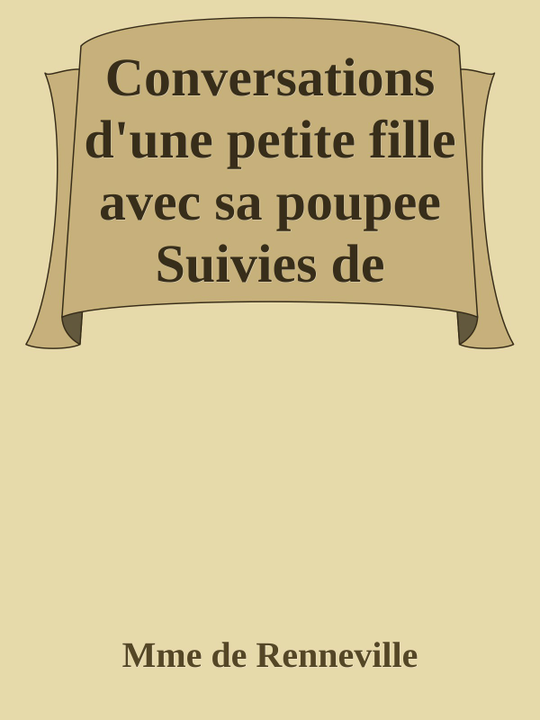 Conversations
d'une petite fille
avec sa poupee
Suivies de
Mme de Renneville